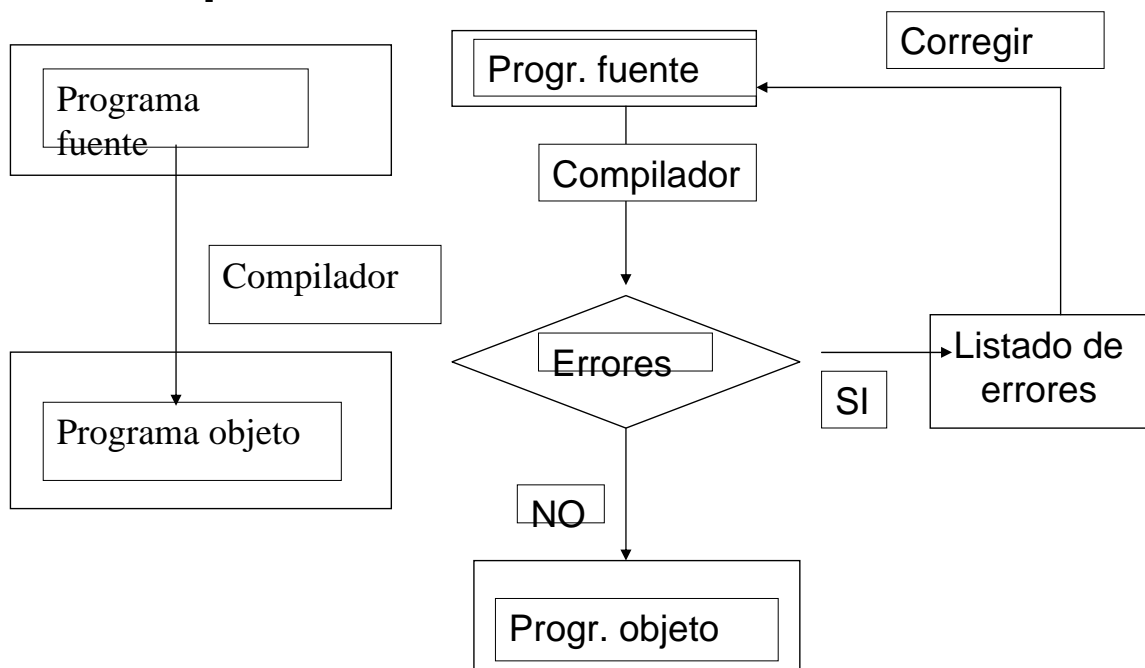 Programa
fuente
Compilador
Programa objeto
Progr. fuente
Corregir
Compilador
Errores
SI
Listado de
errores
NO
Progr. objeto